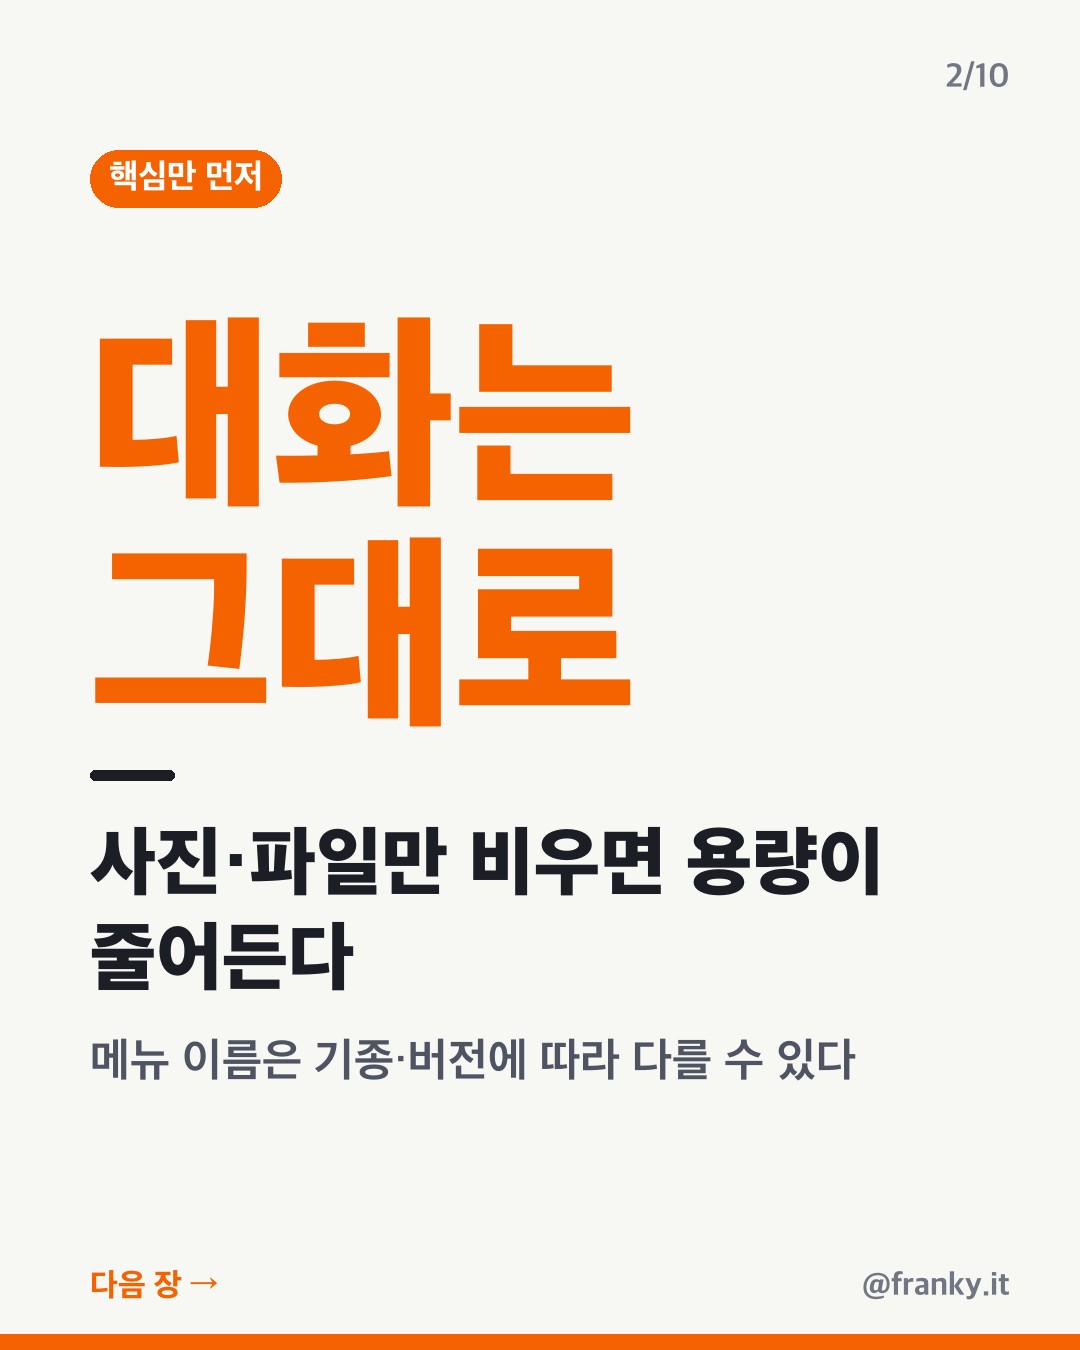 2/10
핵심만 먼저
대화는
그대로
사진·파일만 비우면 용량이
줄어든다
메뉴 이름은 기종·버전에 따라 다를 수 있다
다음 장 →
@franky.it